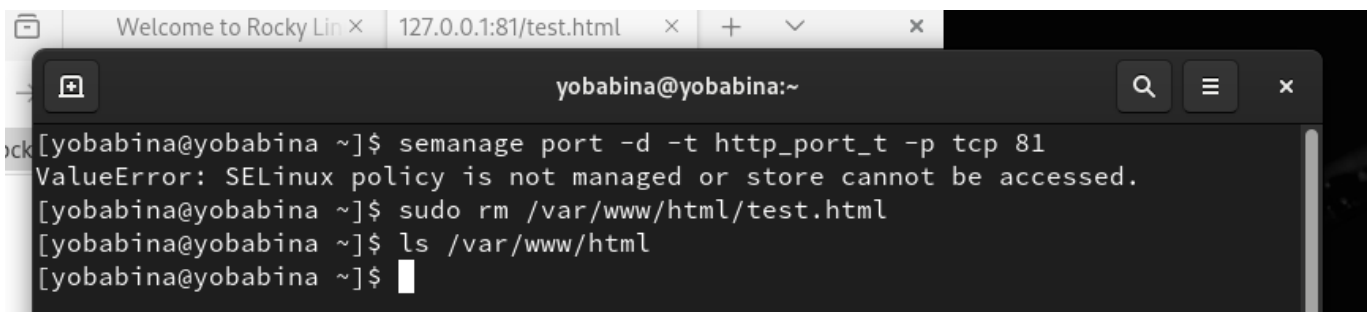 Welcome to Rocky Lin
127.0.0.1:81/test.html
yobabina@yobabina:~
[yobabina@yobabina ~]$ semanage port -d -t http_port_t -p tcp 81
ValueError: SELinux policy is not managed or store cannot be accessed.
[yobabina@yobabina ~]$ sudo rm /var/www/html/test.html
[yobabina@yobabina ~]$ ls /var/www/html
[yobabina@yobabina ~]$